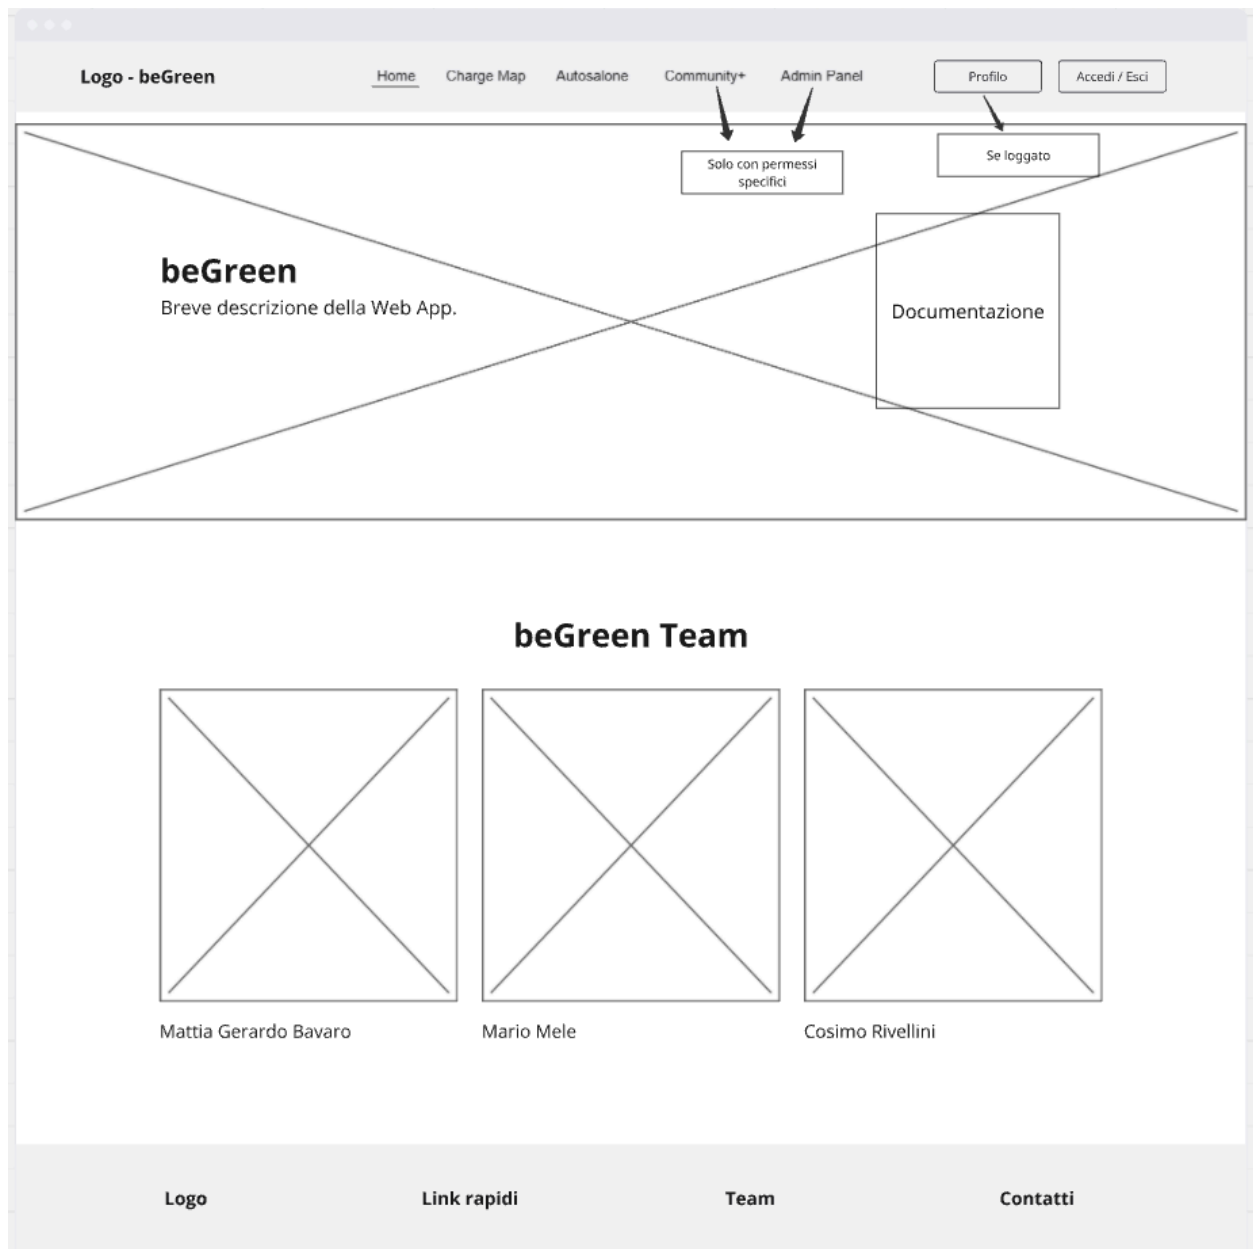 Logo - beGreen
Home
Charge Map
Autosalone
Community+
Admin Panel
Profilo
Accedi / Esci
Solo con permessi
specifici
Se loggato
beGreen
Breve descrizione della Web App.
Documentazione
beGreen Team
Mattia Gerardo Bavaro
Mario Mele
Cosimo Rivellini
Logo
Link rapidi
Team
Contatti